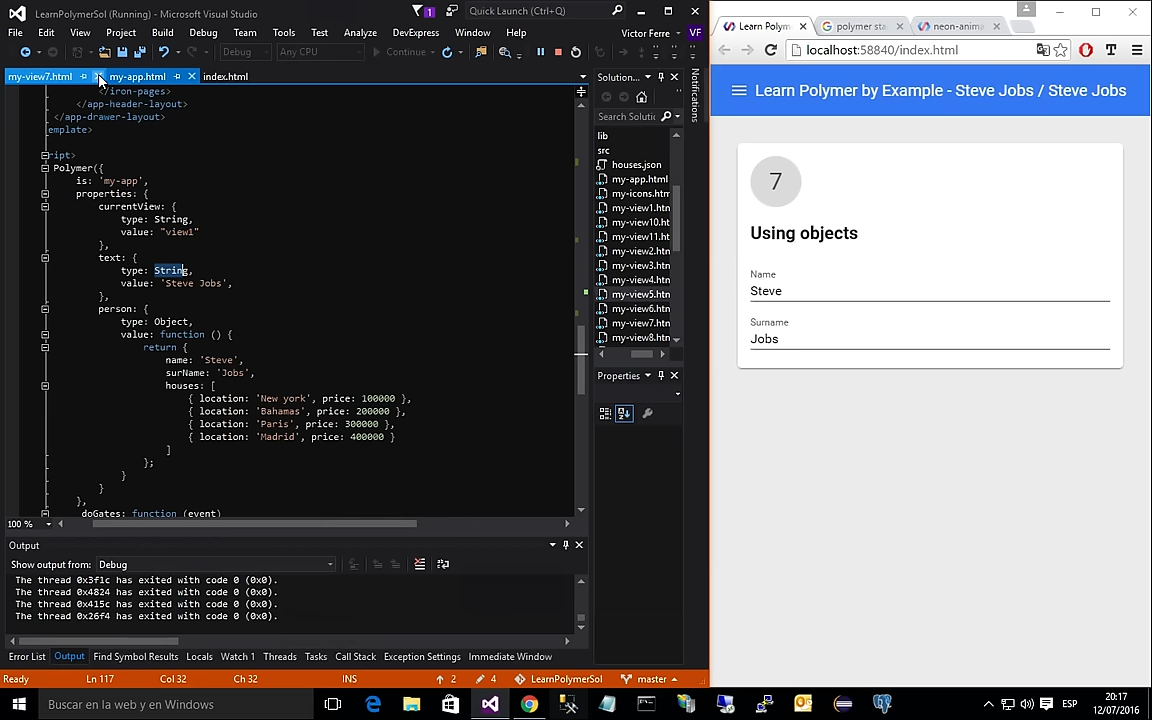 LearnPolymerSol (Running) - Microsoft Visual Studio
1
Quick Launch (Ctrl+Q)
File Edit View Project Build Debug Team Tools Test Analyze DevExpress Window Help
Victor Ferre VF
Debug Any CPU Continue
my-view7.html my-app.html index.html
</iron-pages>
</app-header-layout>
</app-drawer-layout>
emplate>
ript>
Polymer({
is: 'my-app',
properties: {
currentView: {
type: String,
value: "view1"
},
text: {
type: String,
value: 'Steve Jobs',
},
person: {
type: Object,
value: function () {
return {
name: 'Steve',
surName: 'Jobs',
houses: [
{ location: 'New york', price: 100000 },
{ location: 'Bahamas', price: 200000 },
{ location: 'Paris', price: 300000 },
{ location: 'Madrid', price: 400000 }
]
};
}
}
},
doGates: function (event)
100 %
Output
Show output from: Debug
The thread 0x3f1c has exited with code 0 (0x0).
The thread 0x4824 has exited with code 0 (0x0).
The thread 0x415c has exited with code 0 (0x0).
The thread 0x26f4 has exited with code 0 (0x0).
Error List Output Find Symbol Results Locals Watch 1 Threads Tasks Call Stack Exception Settings Immediate Window
Ready Ln 117 Col 32 Ch 32 INS 2 4 LearnPolymerSol master
Solution...
Search Solutic
lib
src
houses.json
my-app.html
my-icons.htm
my-view1.htn
my-view10.ht
my-view11.ht
my-view2.htn
my-view3.htn
my-view4.htn
my-view5.htn
my-view6.htn
my-view7.htn
my-view8.htn
Properties
Notifications
Learn Polym
polymer sta
neon-anima
localhost:58840/index.html
Learn Polymer by Example - Steve Jobs / Steve Jobs
7
Using objects
Name
Steve
Surname
Jobs
Buscar en la web y en Windows
ESP
20:17
12/07/2016